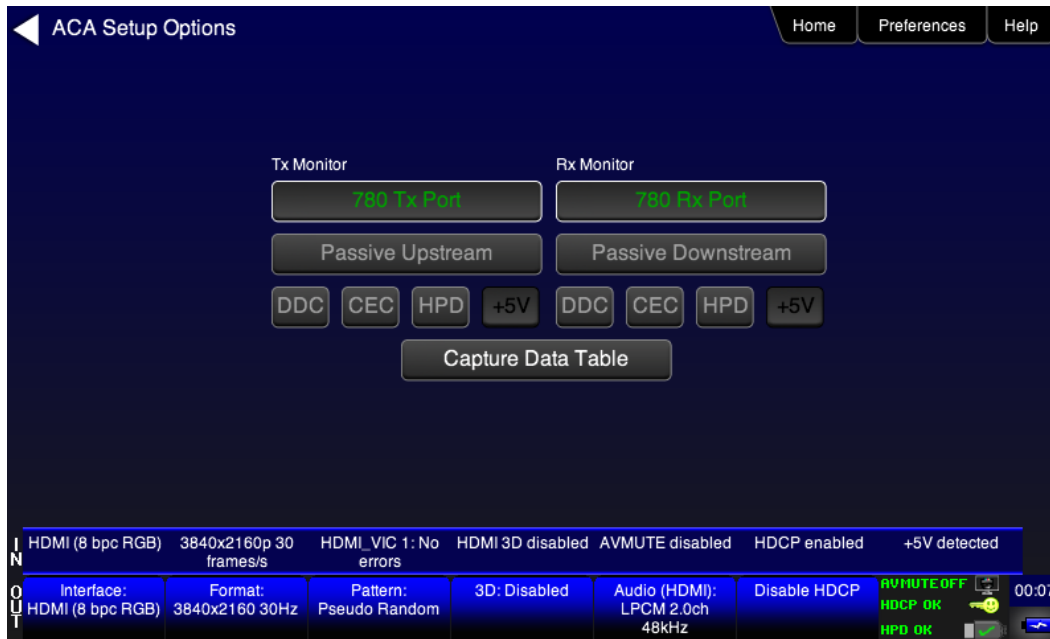 ACA Setup Options
Home
Preferences
Help
Tx Monitor
Rx Monitor
780 Tx Port
780 Rx Port
Passive Upstream
Passive Downstream
DDC
CEC
HPD
+5V
DDC
CEC
HPD
+5V
Capture Data Table
IN
HDMI (8 bpc RGB)
3840x2160p 30
frames/s
HDMI_VIC 1: No
errors
HDMI 3D disabled
AVMUTE disabled
HDCP enabled
+5V detected
OUT
Interface:
HDMI (8 bpc RGB)
Format:
3840x2160 30Hz
Pattern:
Pseudo Random
3D: Disabled
Audio (HDMI):
LPCM 2.0ch
48kHz
Disable HDCP
AVMUTEOFF
HDCP OK
HPD OK
00:07